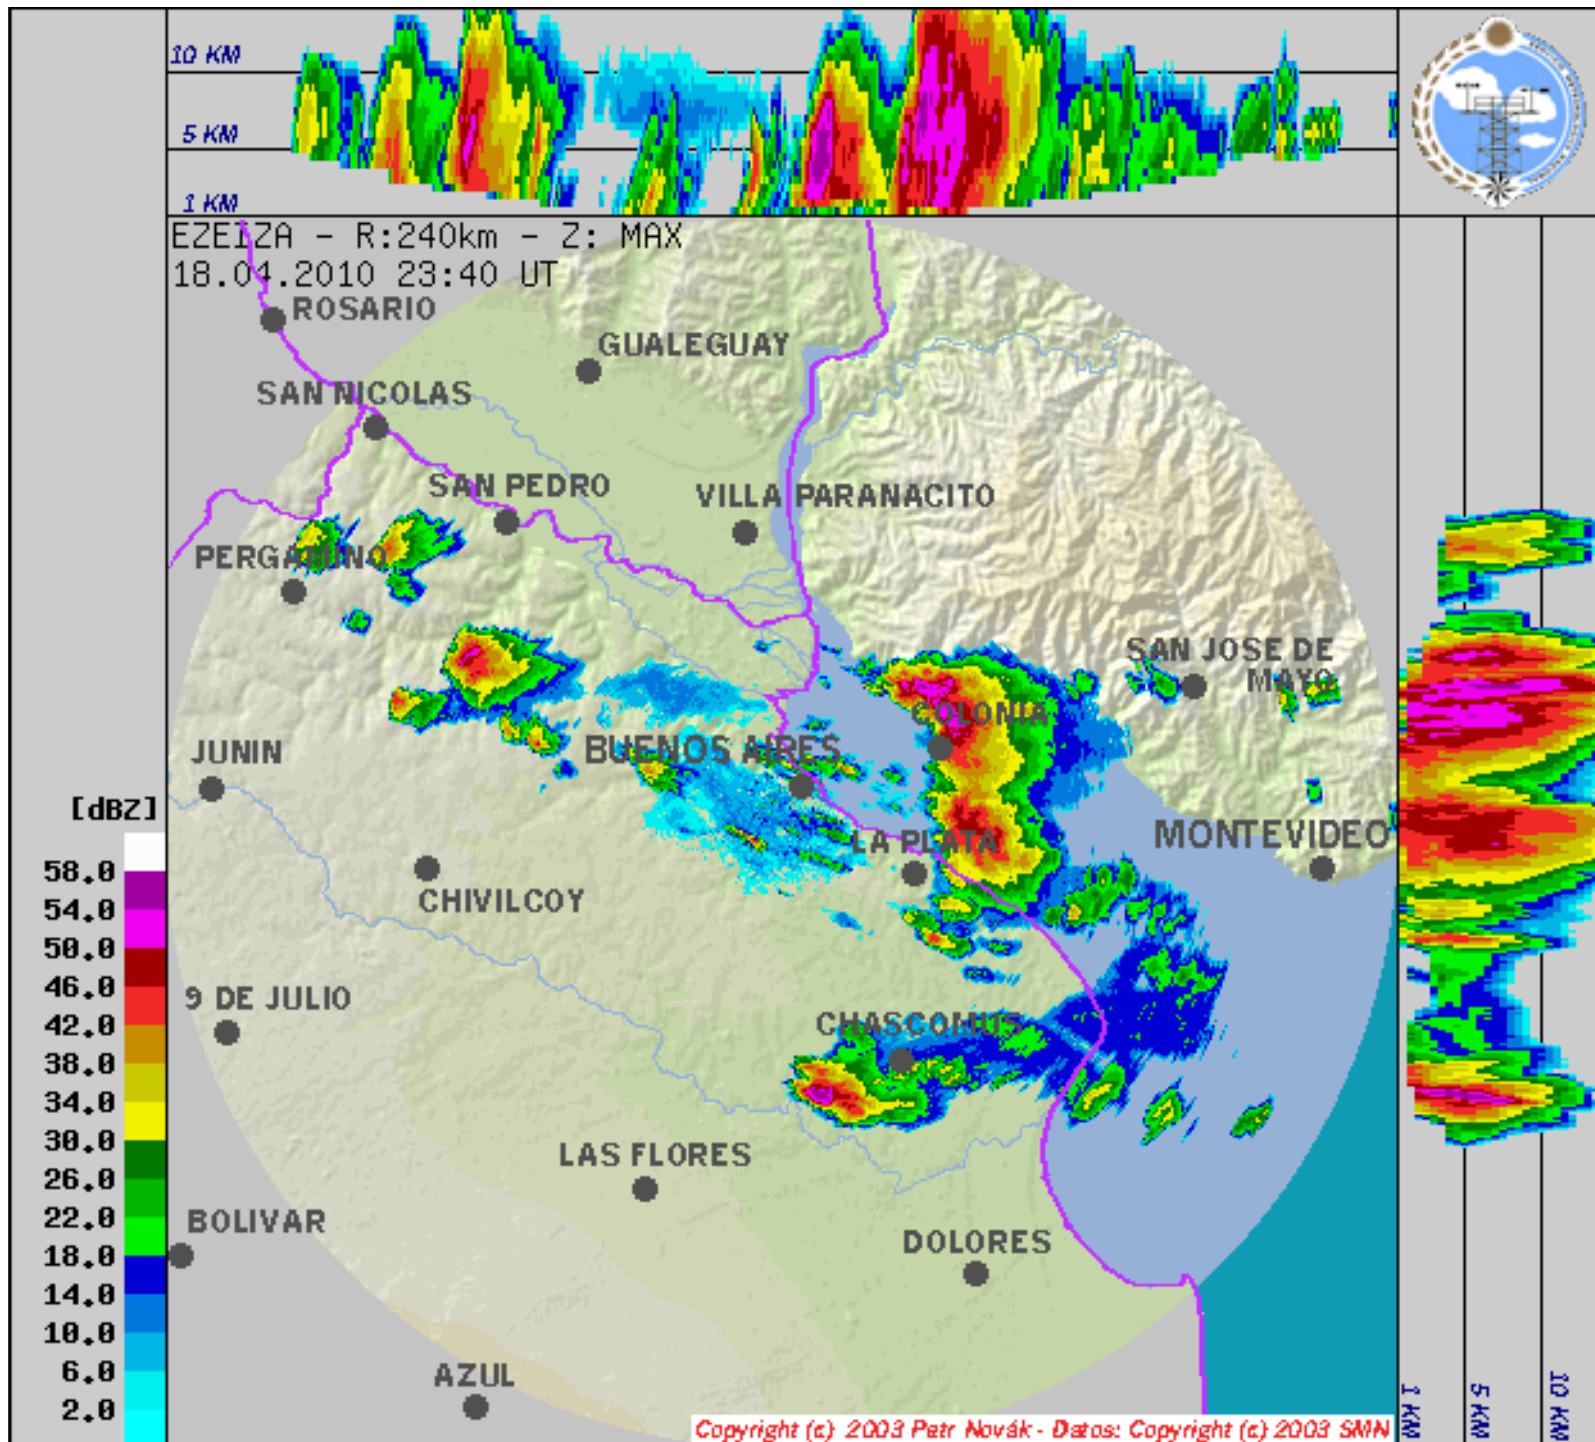 10 KM
5 KM
1 KM
EZEIZA - R:240km - Z: MAX
18.04.2010 23:40 UT
ROSARIO
GUALEGUAY
SAN NICOLAS
SAN PEDRO
VILLA PARANACITO
PERGAMINO
SAN JOSE DE
MAYO
COLONIA
JUNIN
BUENOS AIRES
[dBZ]
MONTEVIDEO
LA PLATA
58.0
CHIVILCOY
54.0
50.0
46.0
9 DE JULIO
42.0
CHASCOMUS
38.0
34.0
30.0
LAS FLORES
26.0
22.0
BOLIVAR
18.0
DOLORES
14.0
10.0
6.0
AZUL
2.0
1 KM
5 KM
10 KM
Copyright (c) 2003 Petr Novák - Datos: Copyright (c) 2003 SMN